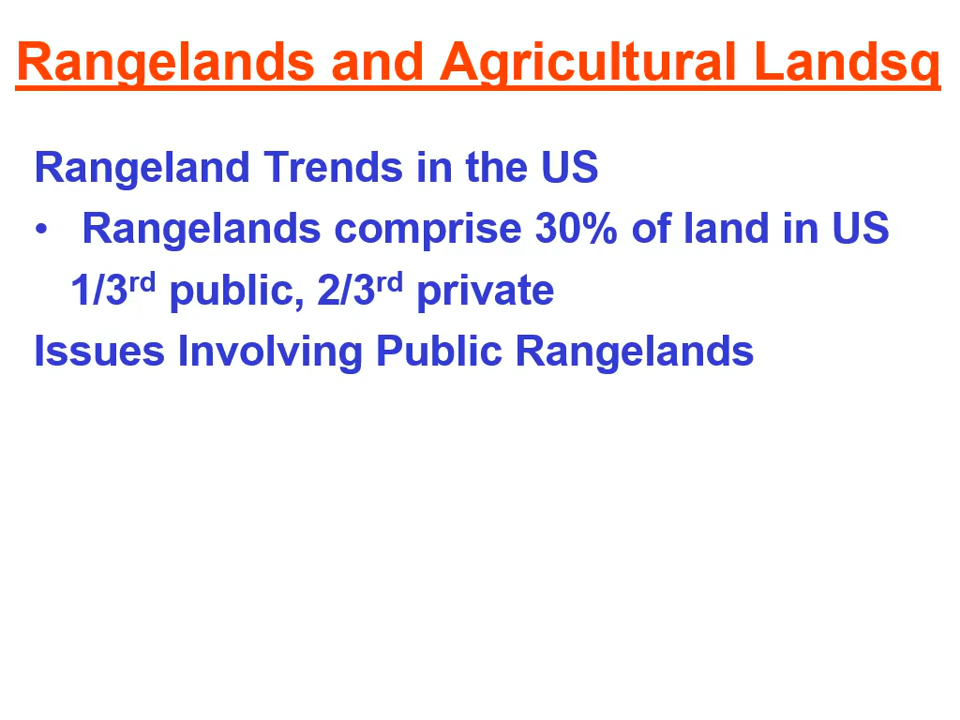 Rangelands and Agricultural Landsq
Rangeland Trends in the US
• Rangelands comprise 30% of land in US
1/3rd public, 2/3rd private
Issues Involving Public Rangelands